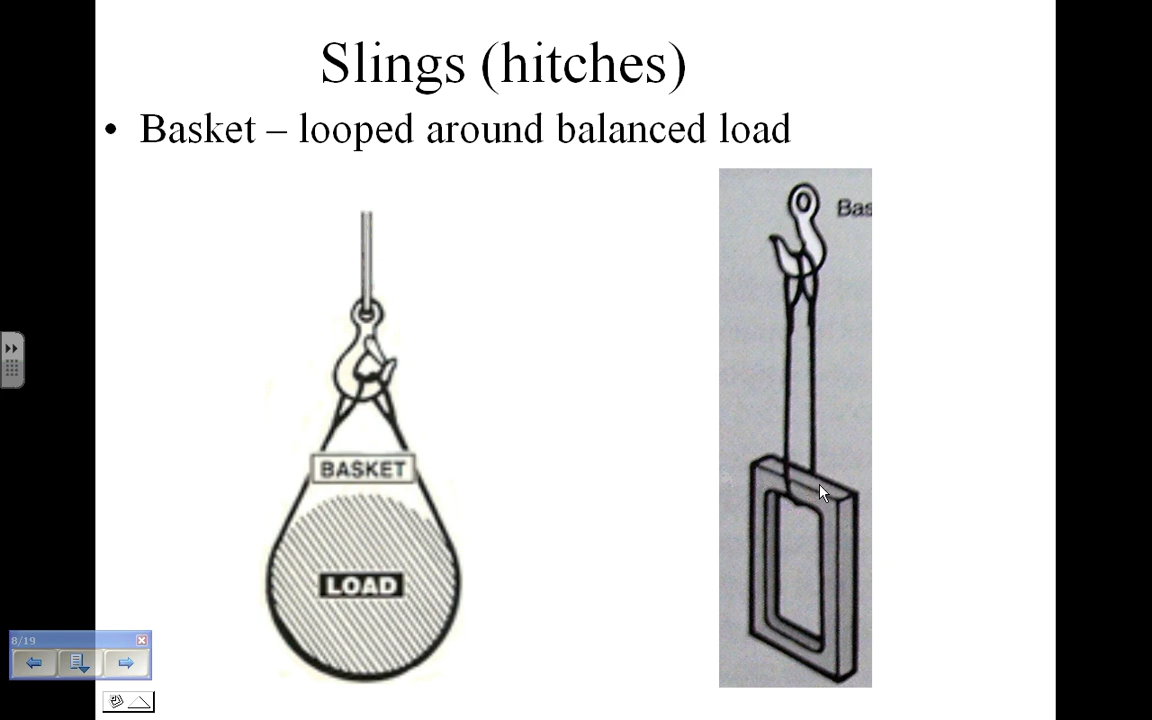 Slings (hitches)
• Basket – looped around balanced load
Bas
BASKET
LOAD
8/19